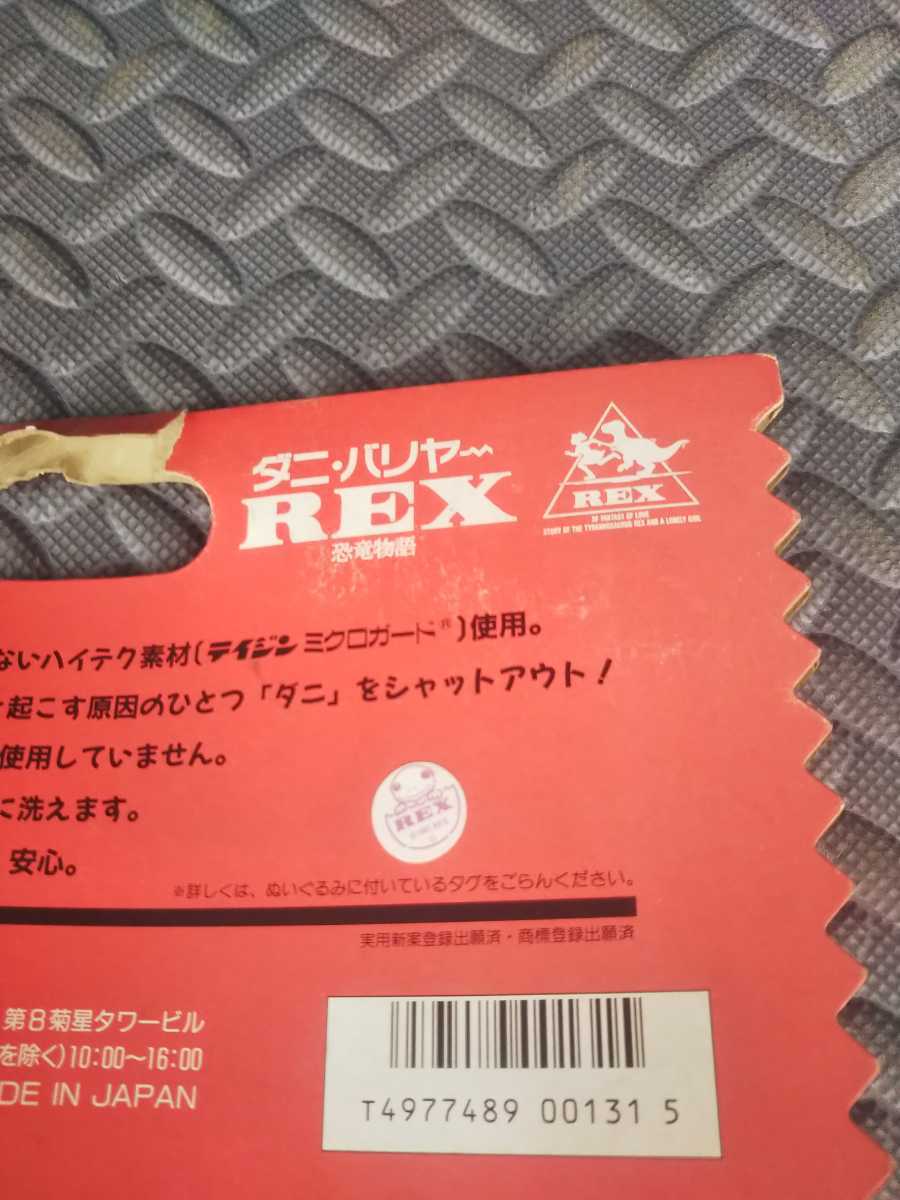 ダニ・バリヤ〜
REX
恐竜物語
REX
SF FANTASY OF LOVE
STORY OF THE TYRANNOSAURUS REX AND A LONELY GIRL
ないハイテク素材(テイジン ミクロガード®)使用。
起こす原因のひとつ「ダニ」をシャットアウト!
使用していません。
に洗えます。
安心。
REX
※詳しくは、ぬいぐるみに付いているタグをごらんください。
実用新案登録出願済・商標登録出願済
第8菊星タワービル
を除く)10:00〜16:00
DE IN JAPAN
T4977489 00131 5